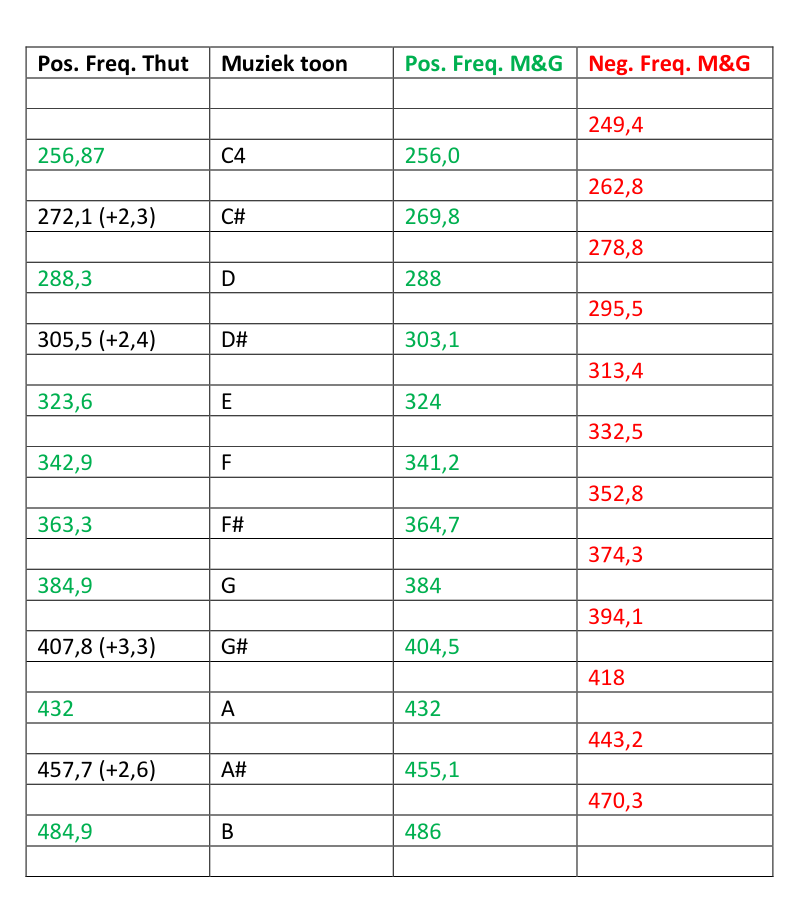 Pos. Freq. Thut Muziek toon Pos. Freq. M&G Neg. Freq. M&G
249,4
256,87 C4 256,0
262,8
272,1 (+2,3) C# 269,8
278,8
288,3 D 288
295,5
305,5 (+2,4) D# 303,1
313,4
323,6 E 324
332,5
342,9 F 341,2
352,8
363,3 F# 364,7
374,3
384,9 G 384
394,1
407,8 (+3,3) G# 404,5
418
432 A 432
443,2
457,7 (+2,6) A# 455,1
470,3
484,9 B 486